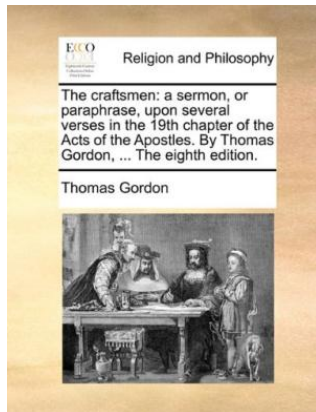 ECCO
Religion and Philosophy
The craftsmen: a sermon, or
paraphrase, upon several
verses in the 19th chapter of the
Acts of the Apostles. By Thomas
Gordon, ... The eighth edition.
Thomas Gordon